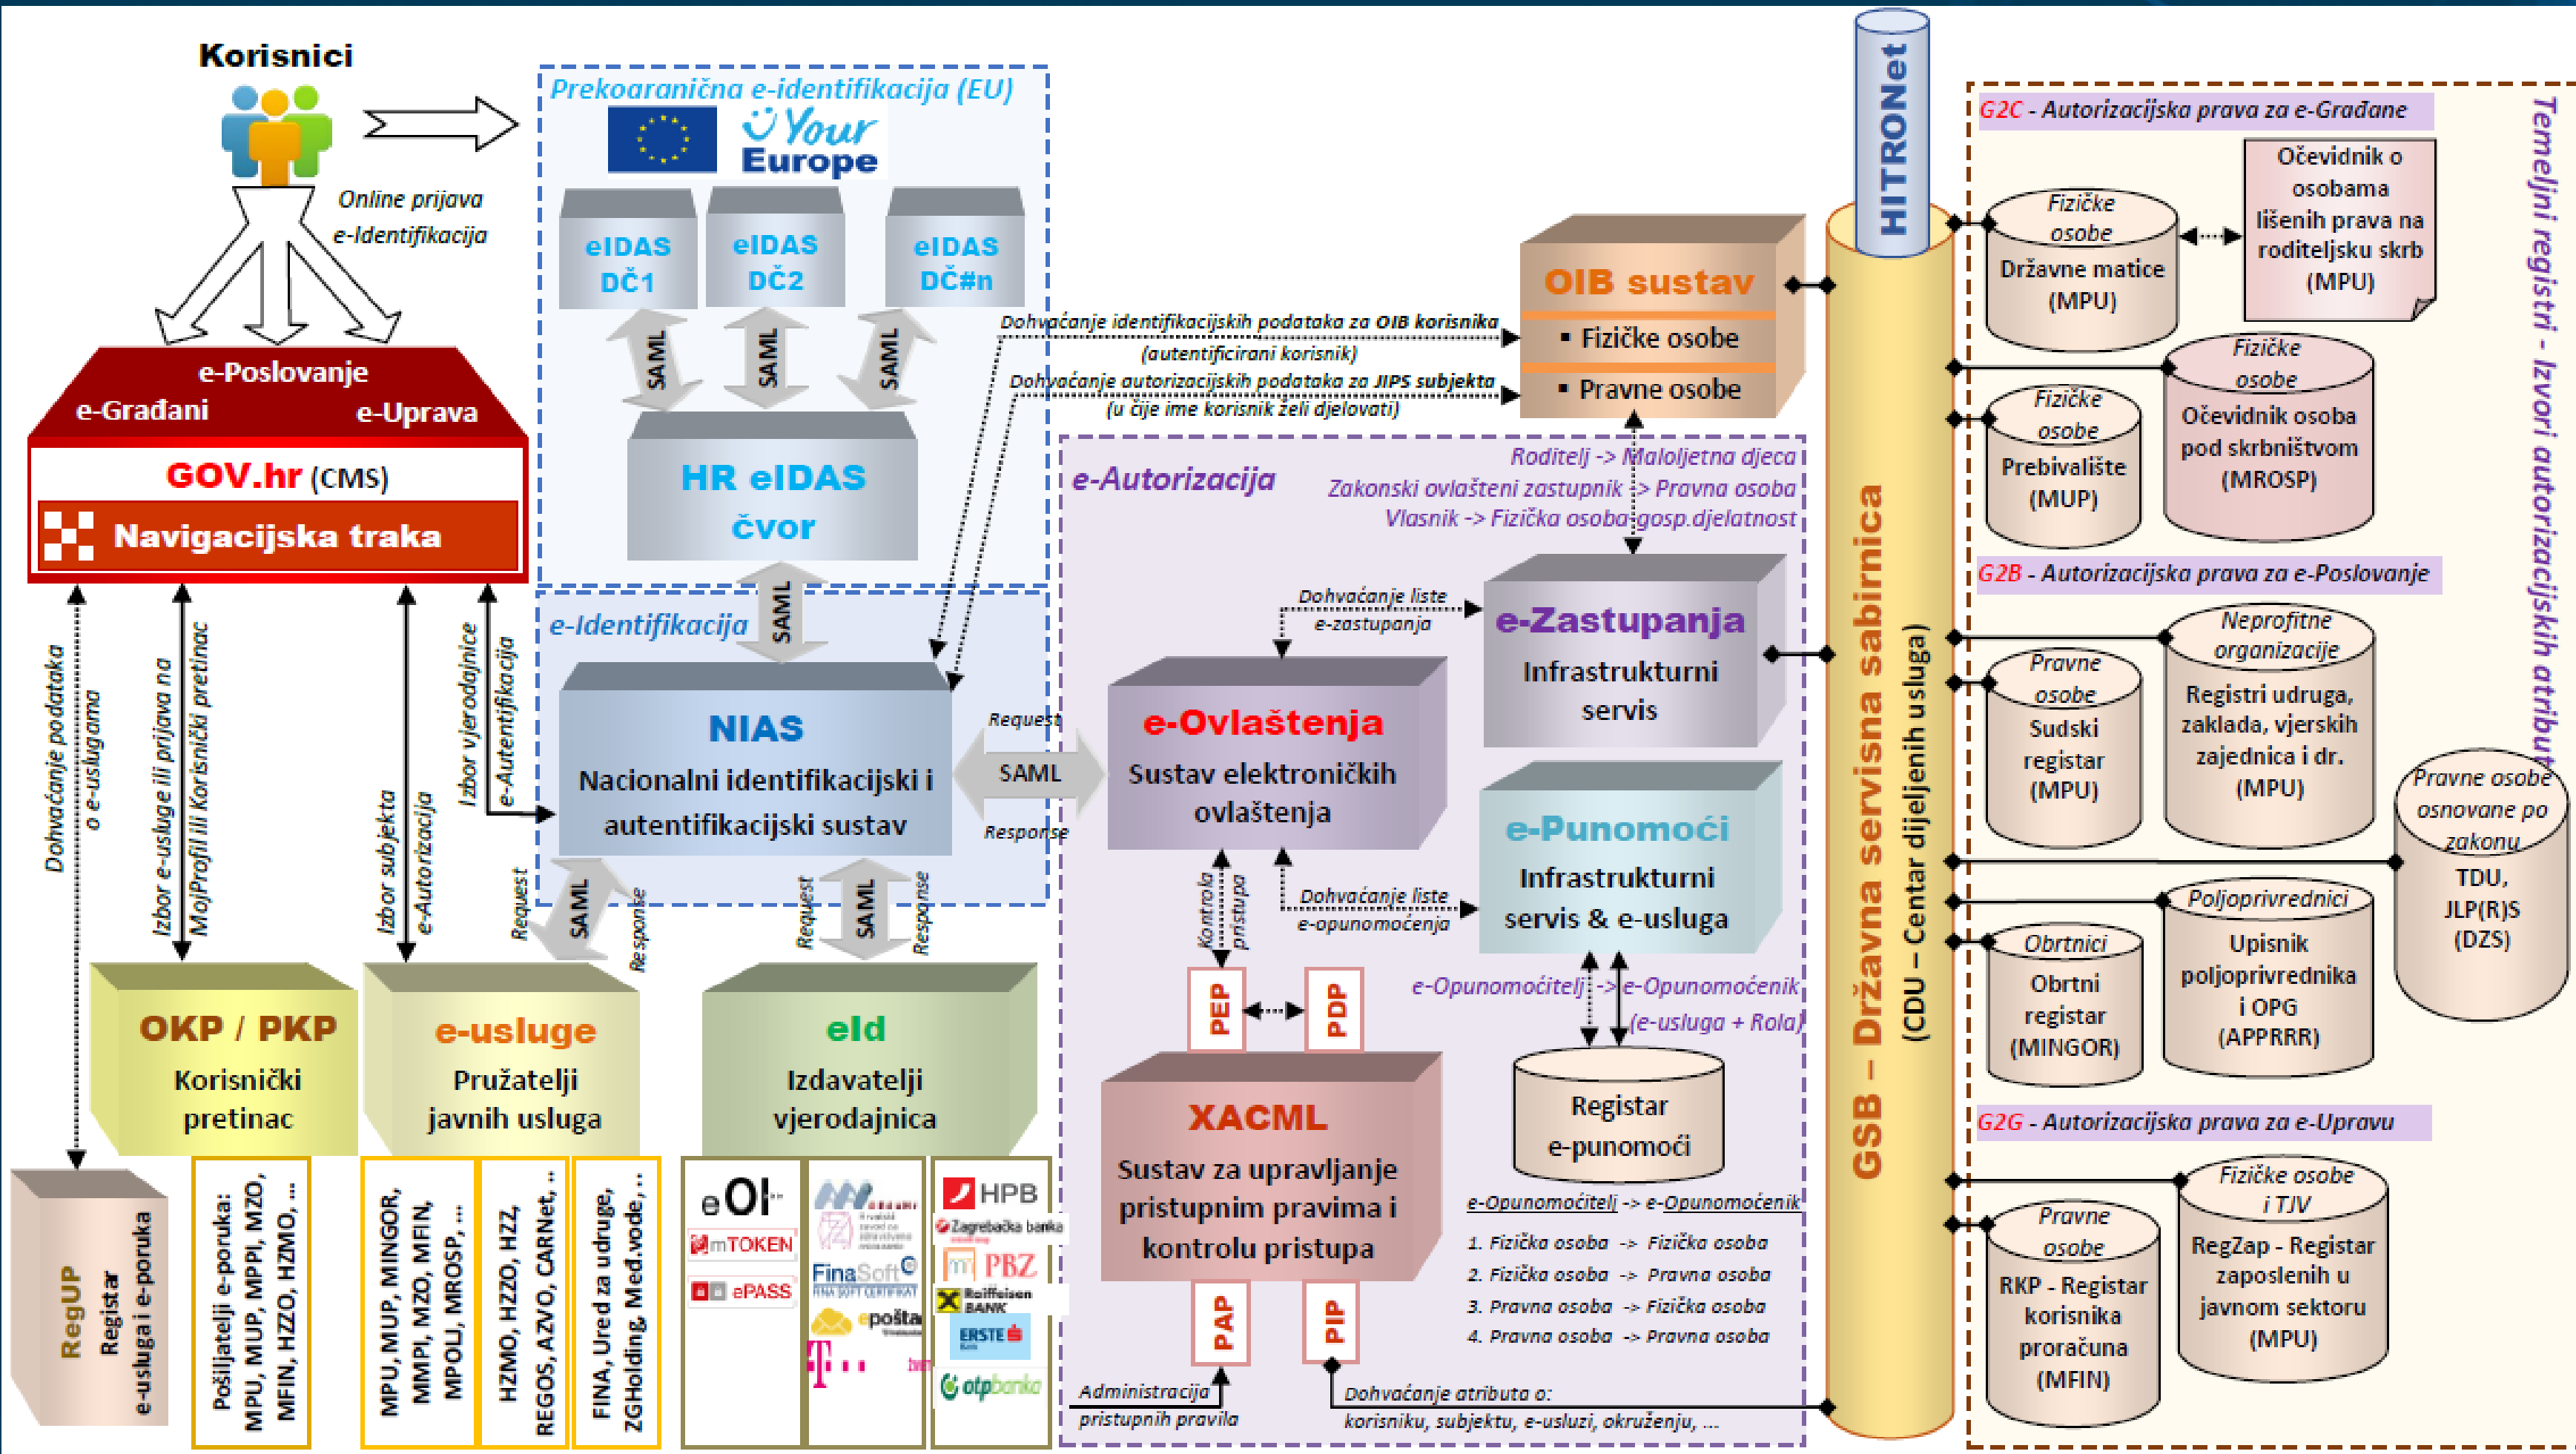 Korisnici
Online prijava
e-Identifikacija
e-Poslovanje
e-Građani
e-Uprava
GOV.hr (CMS)
Navigacijska traka
Dohvaćanje podataka
o e-uslugama
Izbor e-usluge ili prijava na
MojProfil ili Korisnički pretinac
Izbor subjekta
e-Autorizacija
Izbor vjerodajnice
e-Autentifikacija
Prekoaranična e-identifikacija (EU)
Your
Europe
eIDAS
DČ1
eIDAS
DČ2
eIDAS
DČ#n
SAML
SAML
SAML
HR eIDAS
čvor
SAML
e-Identifikacija
NIAS
Nacionalni identifikacijski i
autentifikacijski sustav
Request
SAML
Response
Request
SAML
Response
Request
SAML
Response
OKP / PKP
Korisnički
pretinac
e-usluge
Pružatelji
javnih usluga
eId
Izdavatelji
vjerodajnica
RegUP
Registar
e-usluga i e-poruka
Pošiljatelji e-poruka:
MPU, MUP, MPPI, MZO,
MFIN, HZZO, HZMO, ...
MPU, MUP, MINGOR,
MMPI, MZO, MFIN,
MPOLJ, MROSP, ...
HZMO, HZZO, HZZ,
REGOS, AZVO, CARNet, ..
FINA, Ured za udruge,
ZGHolding, Med.vode, ..
eOI
mTOKEN
ePASS
Hrvatski
zavod za
zdravstveno
FinaSoft
FINA SOFT CERTIFIKAT
epošta
T
HPB
Zagrebačka banka
PBZ
Raiffeisen
BANK
ERSTE
Bank
otpbanka
Dohvaćanje identifikacijskih podataka za OIB korisnika
(autentificirani korisnik)
Dohvaćanje autorizacijskih podataka za JIPS subjekta
(u čije ime korisnik želi djelovati)
OIB sustav
▪ Fizičke osobe
▪ Pravne osobe
e-Autorizacija
Roditelj -> Maloljetna djeca
Zakonski ovlašteni zastupnik -> Pravna osoba
Vlasnik -> Fizička osoba-gosp.djelatnost
Dohvaćanje liste
e-zastupanja
e-Zastupanja
Infrastrukturni
servis
e-Ovlaštenja
Sustav elektroničkih
ovlaštenja
e-Punomoći
Infrastrukturni
servis & e-usluga
Kontrola
pristupa
Dohvaćanje liste
e-opunomoćenja
PEP
PDP
e-Opunomoćitelj -> e-Opunomoćenik
(e-usluga + Rola)
XACML
Sustav za upravljanje
pristupnim pravima i
kontrolu pristupa
Registar
e-punomoći
e-Opunomoćitelj -> e-Opunomoćenik
1. Fizička osoba -> Fizička osoba
2. Fizička osoba -> Pravna osoba
3. Pravna osoba -> Fizička osoba
4. Pravna osoba -> Pravna osoba
PAP
PIP
Administracija
pristupnih pravila
Dohvaćanje atributa o:
korisniku, subjektu, e-usluzi, okruženju, ...
HITRONet
GSB – Državna servisna sabirnica
(CDU – Centar dijeljenih usluga)
Temeljni registri - Izvori autorizacijskih atribut
G2C - Autorizacijska prava za e-Građane
Fizičke
osobe
Državne matice
(MPU)
Očevidnik o
osobama
lišenih prava na
roditeljsku skrb
(MPU)
Fizičke
osobe
Prebivalište
(MUP)
Fizičke
osobe
Očevidnik osoba
pod skrbništvom
(MROSP)
G2B - Autorizacijska prava za e-Poslovanje
Pravne
osobe
Sudski
registar
(MPU)
Neprofitne
organizacije
Registri udruga,
zaklada, vjerskih
zajednica i dr.
(MPU)
Pravne osobe
osnovane po
zakonu
TDU,
JLP(R)S
(DZS)
Obrtnici
Obrtni
registar
(MINGOR)
Poljoprivrednici
Upisnik
poljoprivrednika
i OPG
(APPRRR)
G2G - Autorizacijska prava za e-Upravu
Pravne
osobe
RKP - Registar
korisnika
proračuna
(MFIN)
Fizičke osobe
i TJV
RegZap - Registar
zaposlenih u
javnom sektoru
(MPU)